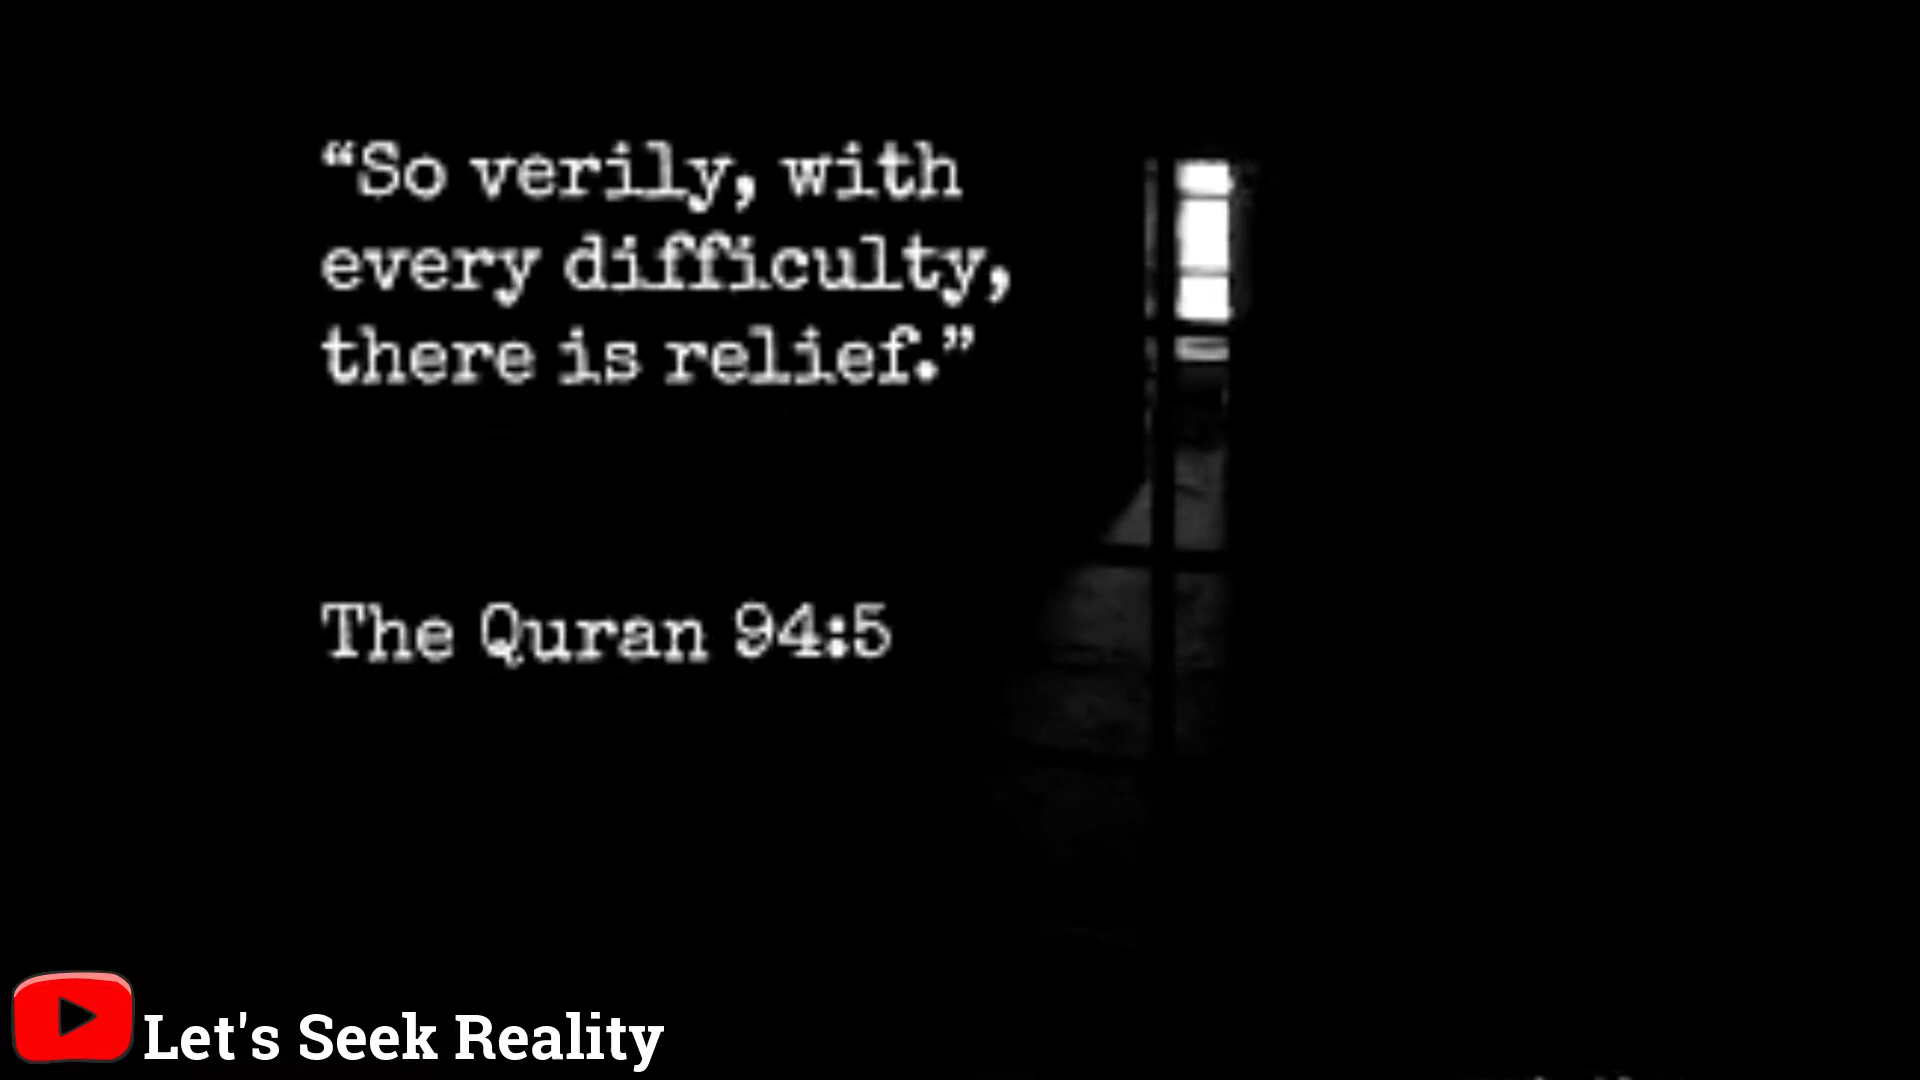 “So verily, with
every difficulty,
there is relief.”
The Quran 94:5
Let's Seek Reality